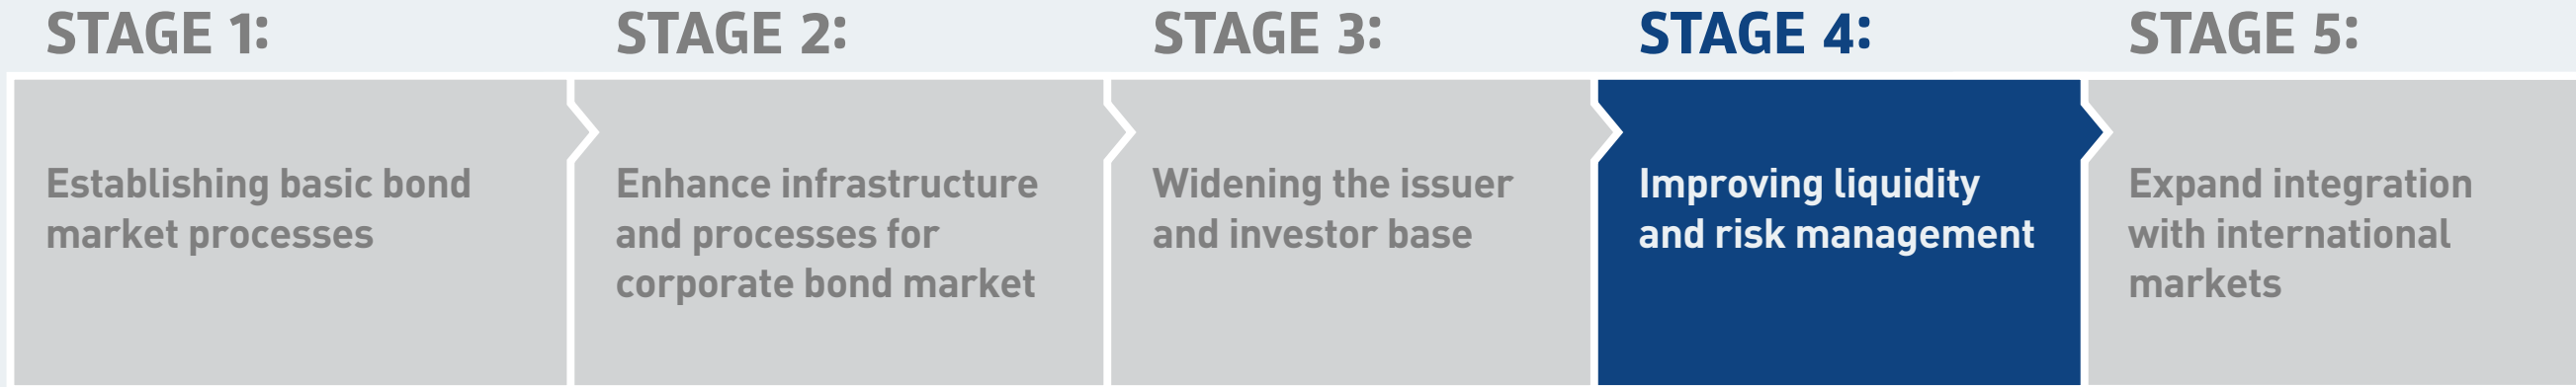 STAGE 1:
Establishing basic bond
market processes
STAGE 2:
Enhance infrastructure
and processes for
corporate bond market
STAGE 3:
Widening the issuer
and investor base
STAGE 4:
Improving liquidity
and risk management
STAGE 5:
Expand integration
with international
markets